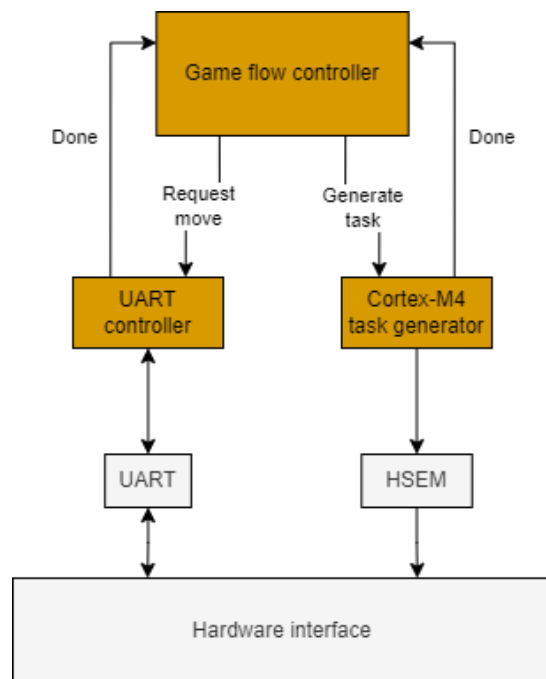 Game flow controller
Done
Done
Request
move
Generate
task
UART
controller
Cortex-M4
task generator
UART
HSEM
Hardware interface